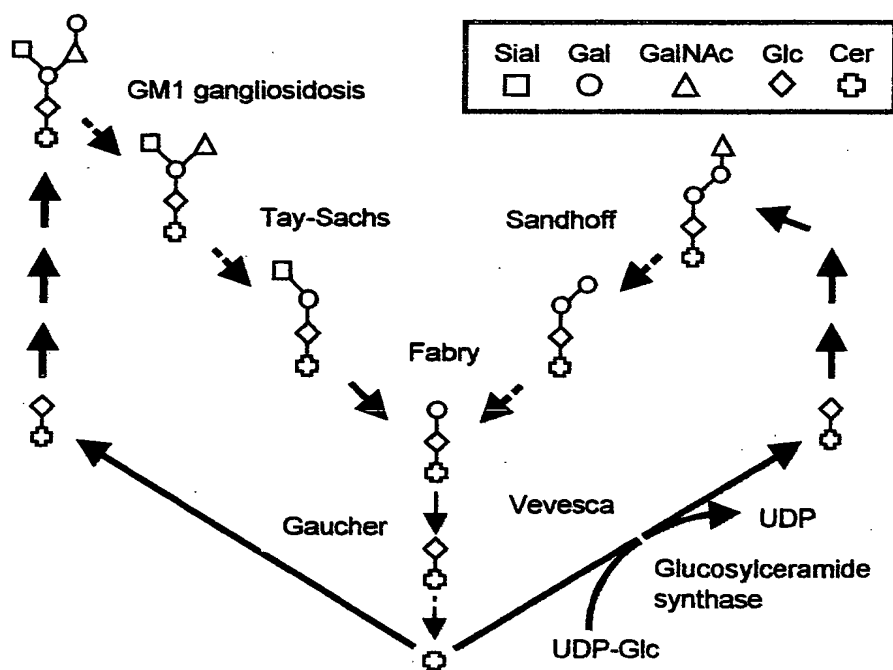 Sial Gal GalNAc Glc Cer
GM1 gangliosidosis
Tay-Sachs
Sandhoff
Fabry
Gaucher
Vevesca
UDP
Glucosylceramide
synthase
UDP-Glc